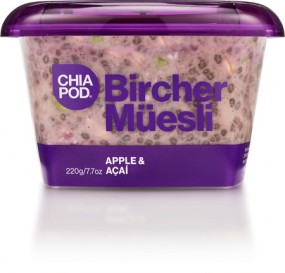 CHIA
POD®
Bircher
Müesli
APPLE &
220g/7.7oz AÇAÍ